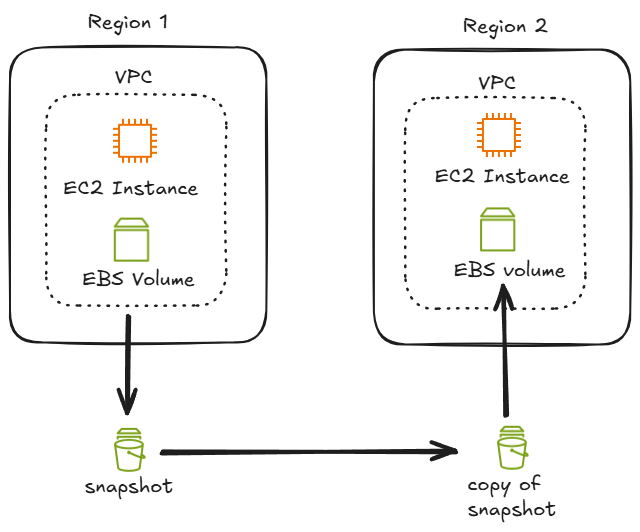 Region 1
VPC
EC2 Instance
EBS Volume
snapshot
Region 2
VPC
EC2 Instance
EBS volume
copy of
snapshot